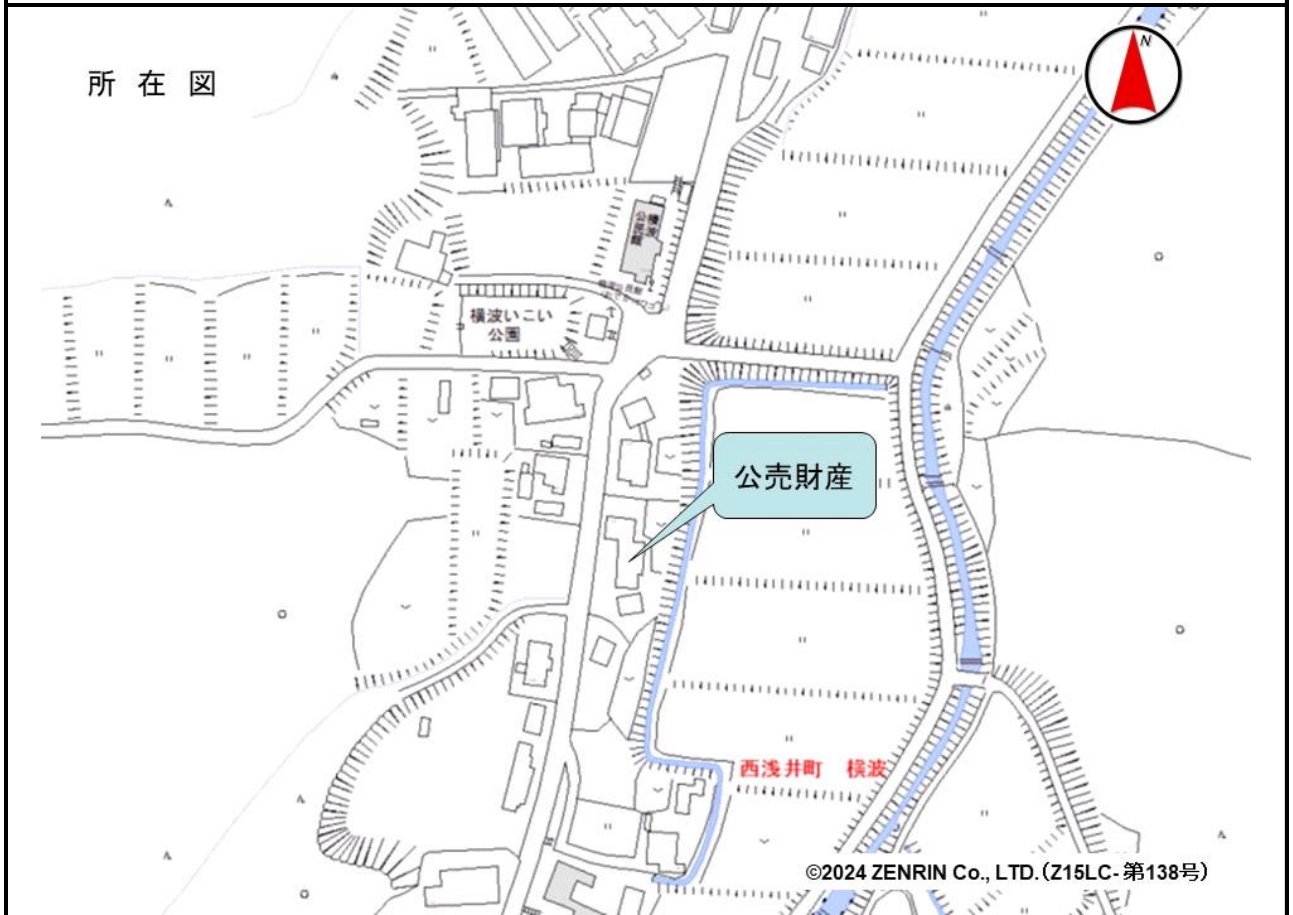 所在図
N
横波
公民館
横波いこい
公園
公売財産
西浅井町 横波
©2024 ZENRIN Co., LTD.(Z15LC-第138号)